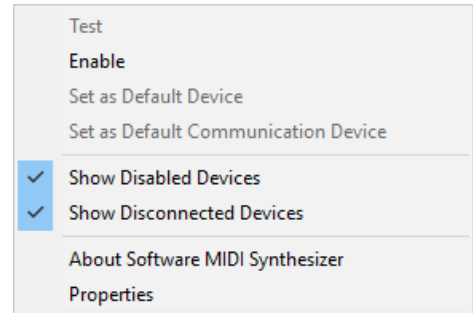 Test
Enable
Set as Default Device
Set as Default Communication Device
Show Disabled Devices
Show Disconnected Devices
About Software MIDI Synthesizer
Properties